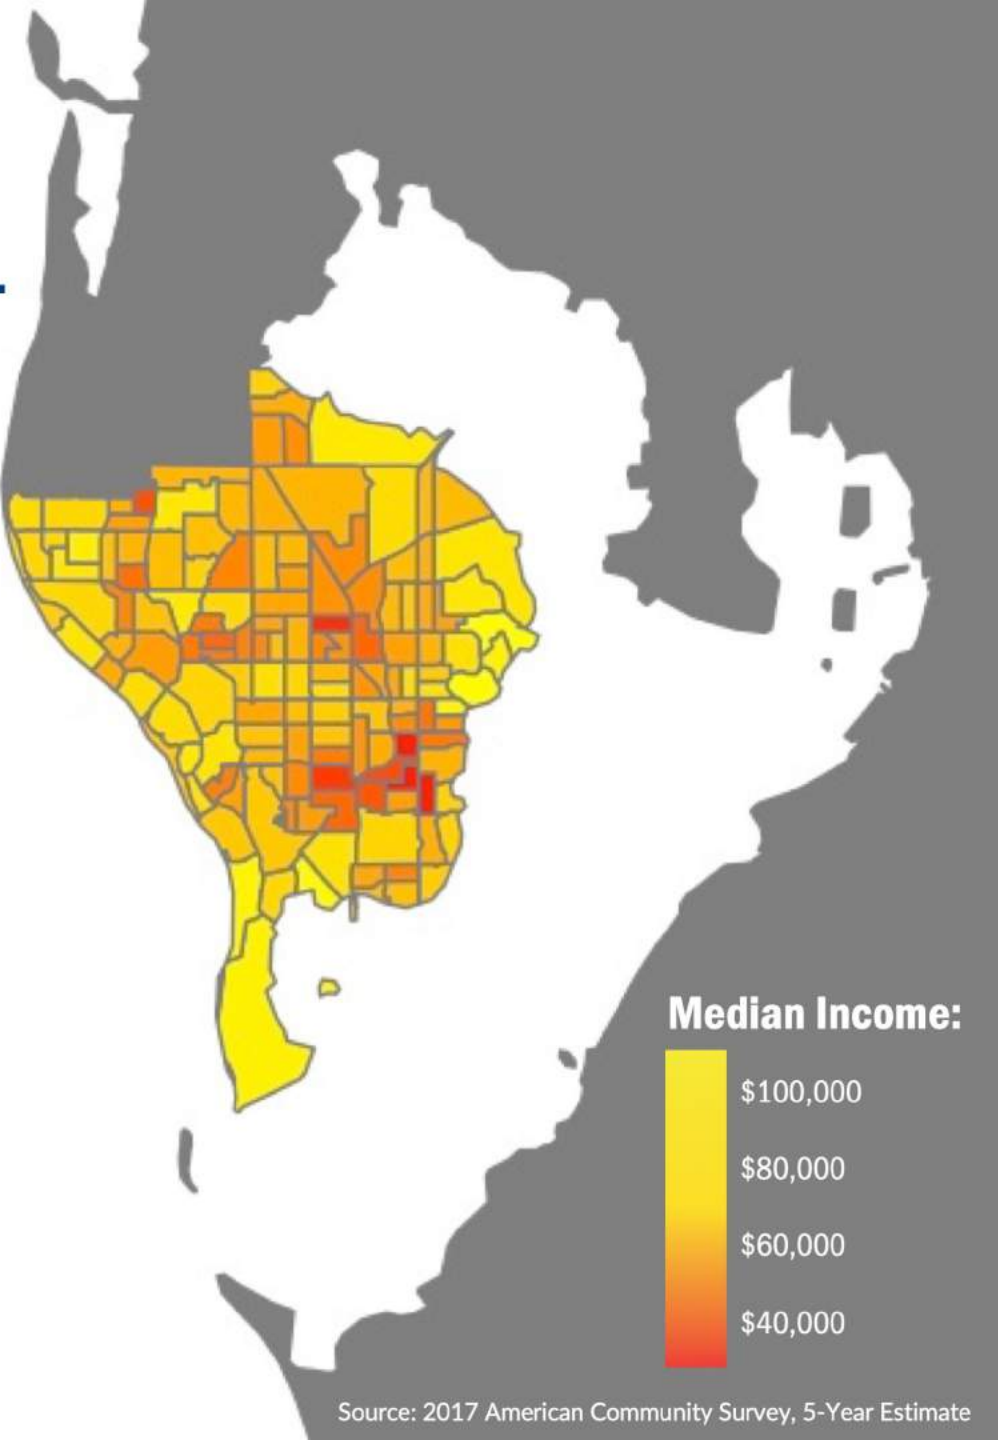 Median Income:
$100,000
$80,000
$60,000
$40,000
Source: 2017 American Community Survey, 5-Year Estimate